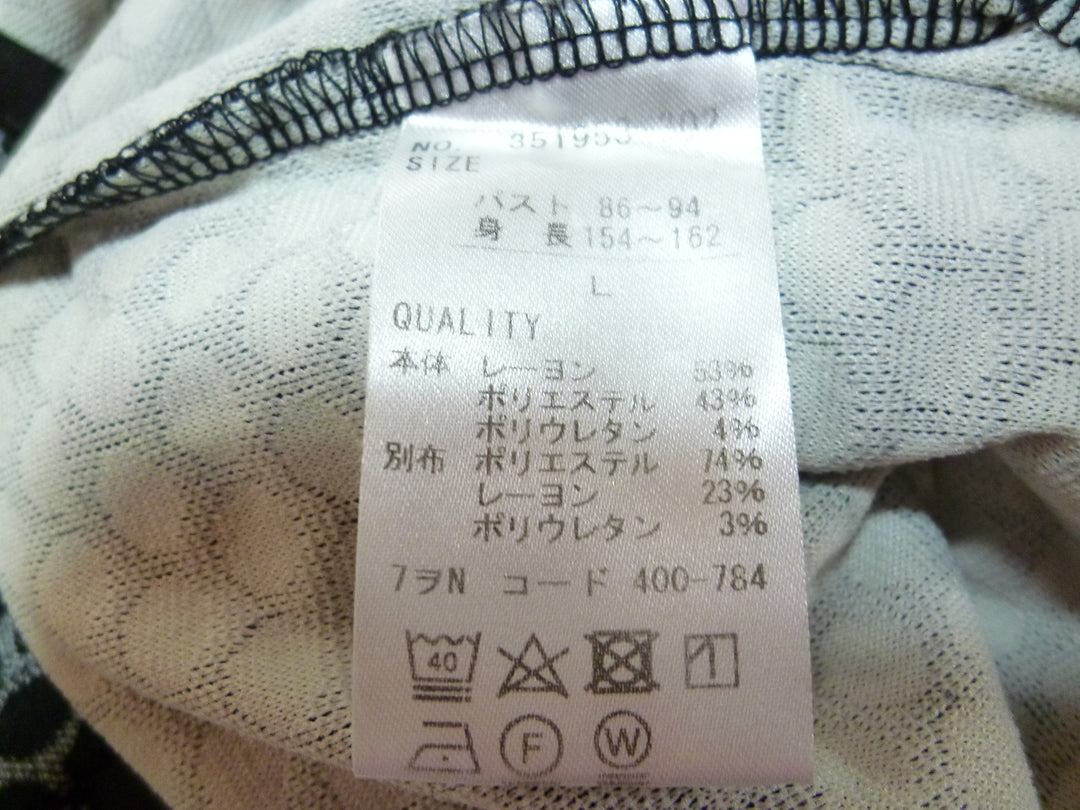 NO. 351953 202
SIZE
バスト 86～94
身 長 154～162
L
QUALITY
本体 レーヨン 53%
ポリエステル 43%
ポリウレタン 4%
別布 ポリエステル 74%
レーヨン 23%
ポリウレタン 3%
7ヲN コード 400-784
40
F W